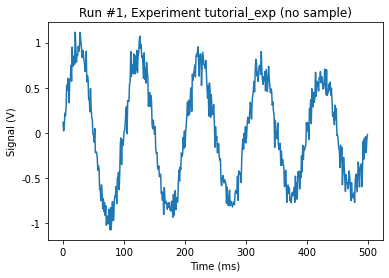 Run #1, Experiment tutorial_exp (no sample)
Signal (V)
1
0.5
0
-0.5
-1
0 100 200 300 400 500
Time (ms)